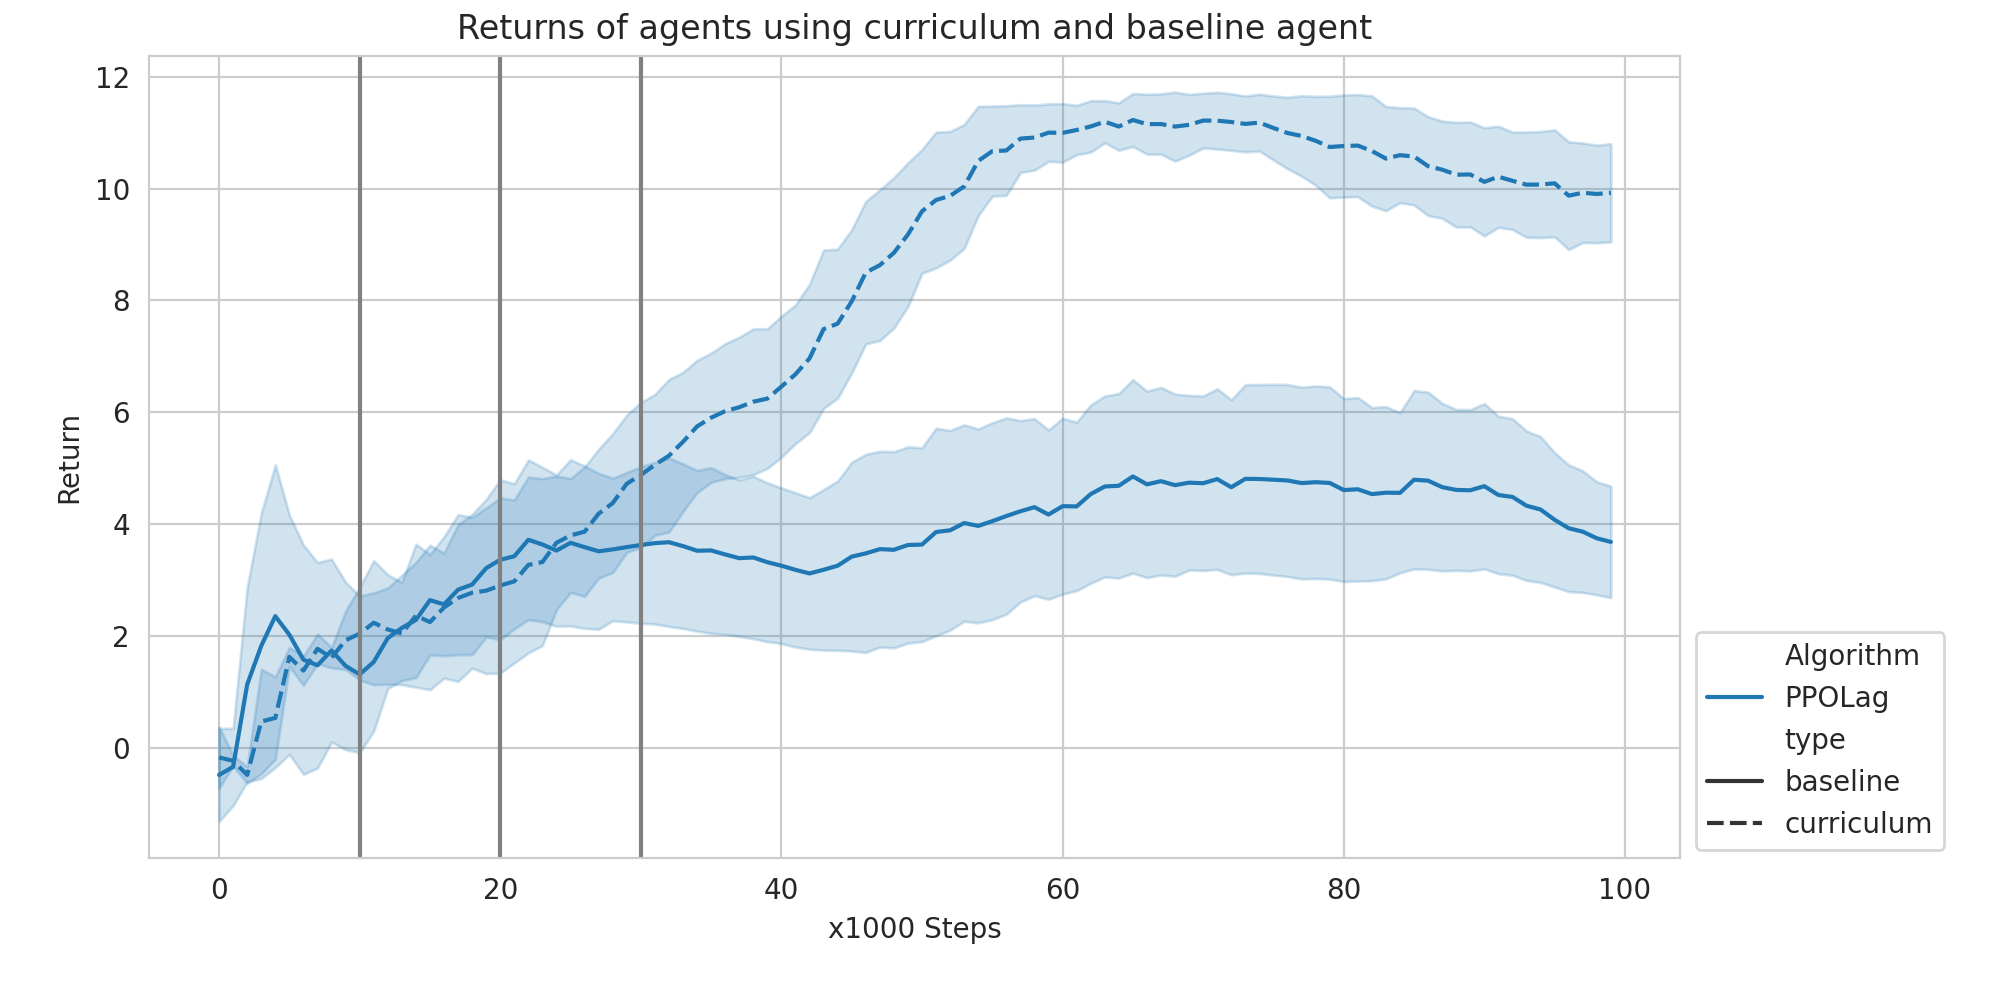 Returns of agents using curriculum and baseline agent
12
10
8
6
4
2
0
Return
0 20 40 60 80 100
x1000 Steps
Algorithm
PPOLag
type
baseline
curriculum